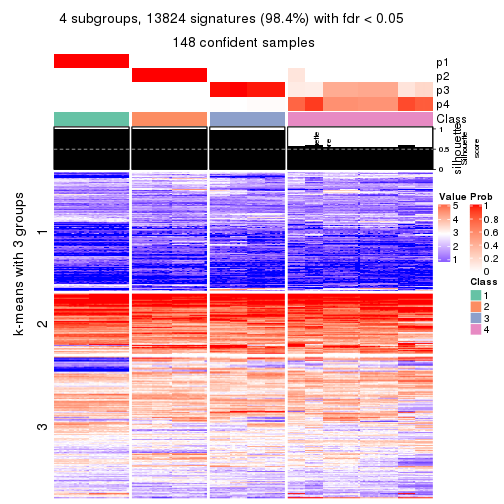 4 subgroups, 13824 signatures (98.4%) with fdr < 0.05
148 confident samples
p1
p2
p3
p4
Class
1
0.5
0
silhouette
Silhouette
score
k-means with 3 groups
1
2
3
Value
5
4
3
2
1
Prob
1
0.8
0.6
0.4
0.2
0
Class
1
2
3
4